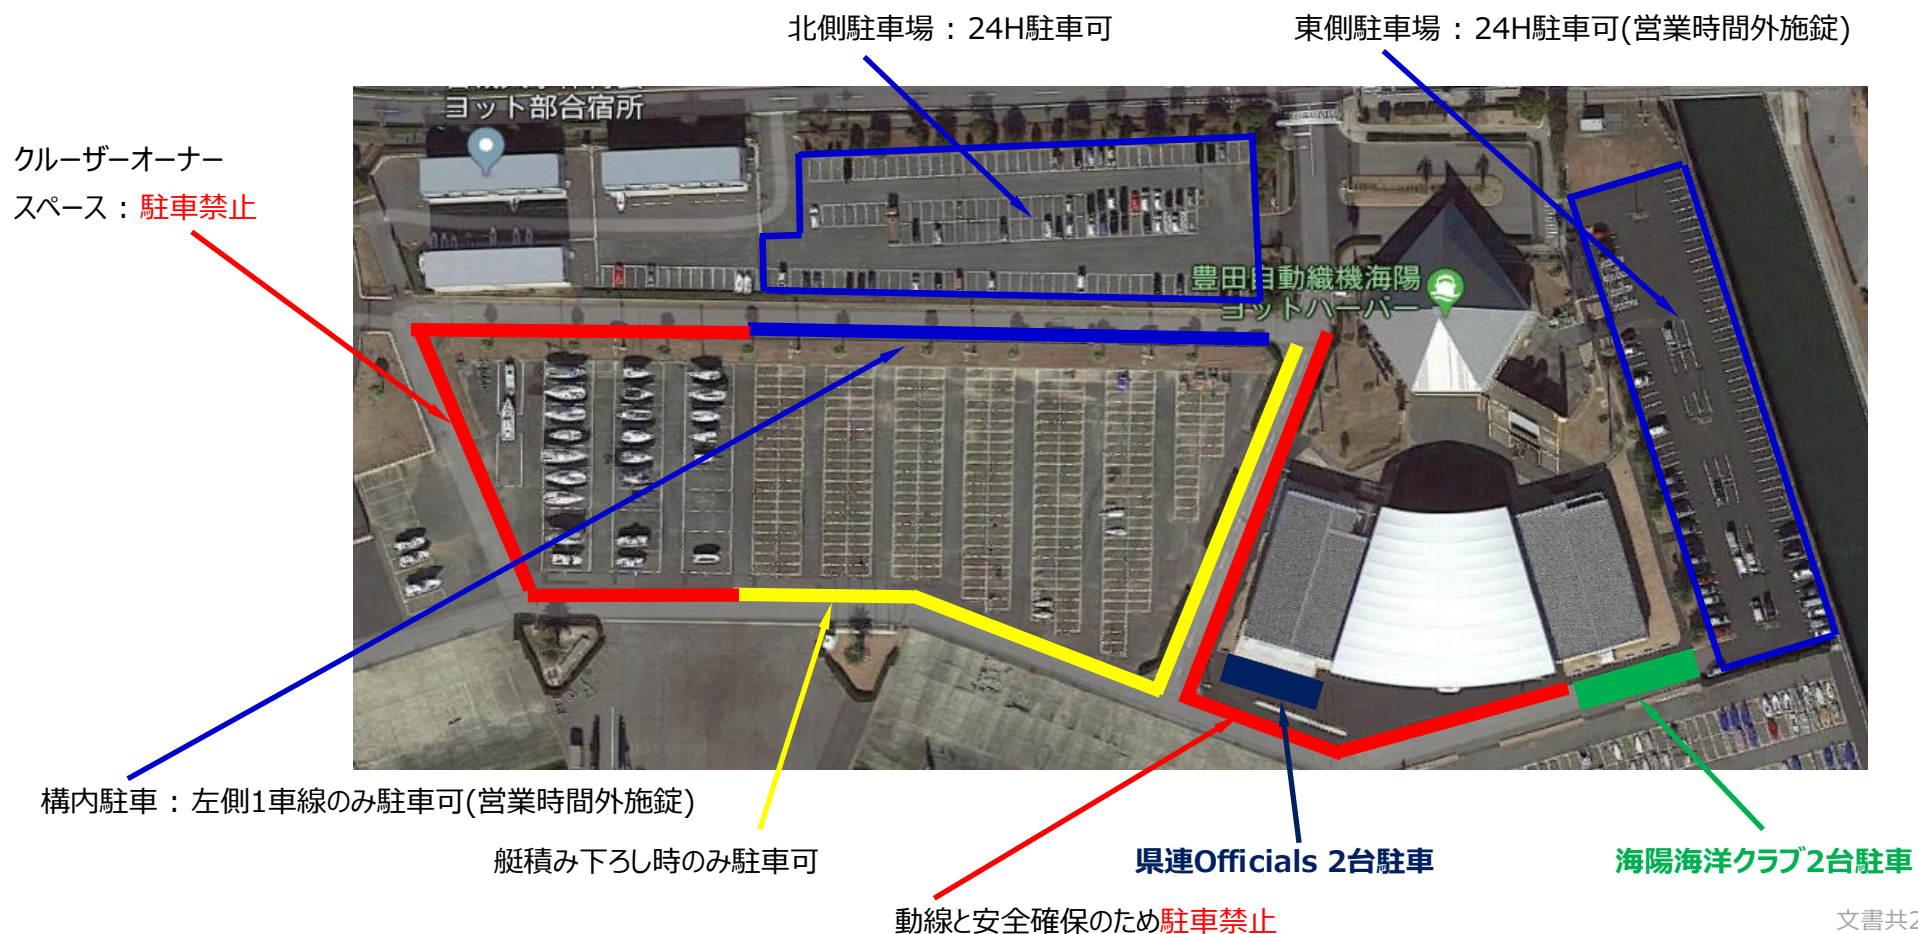 北側駐車場：24H駐車可
東側駐車場：24H駐車可(営業時間外施錠)
ヨット部合宿所
クルーザーオーナー
スペース：駐車禁止
豊田自動織機海陽
ヨットハーバー
構内駐車：左側1車線のみ駐車可(営業時間外施錠)
艇積み下ろし時のみ駐車可
県連Officials 2台駐車
海陽海洋クラブ2台駐車
動線と安全確保のため駐車禁止
文書共2